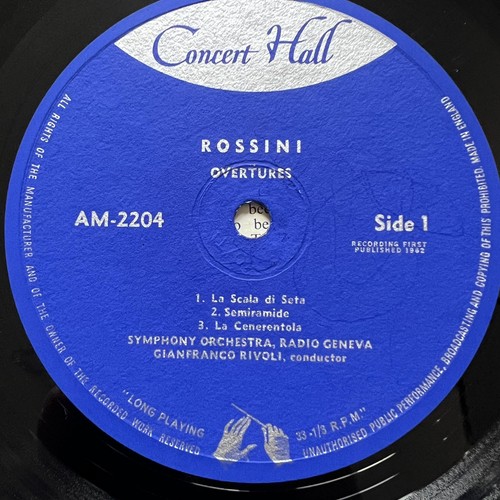 Concert Hall
ROSSINI
OVERTURES
AM-2204
Side 1
RECORDING FIRST
PUBLISHED 1962
1. La Scala di Seta
2. Semiramide
3. La Cenerentola
SYMPHONY ORCHESTRA, RADIO GENEVA
GIANFRANCO RIVOLI, conductor
"LONG PLAYING
33-1/3 R.P.M."
ALL RIGHTS OF THE MANUFACTURER AND OF THE OWNER OF THE RECORDED WORK RESERVED
UNAUTHORISED PUBLIC PERFORMANCE, BROADCASTING AND COPYING OF THIS PROHIBITED. MADE IN ENGLAND